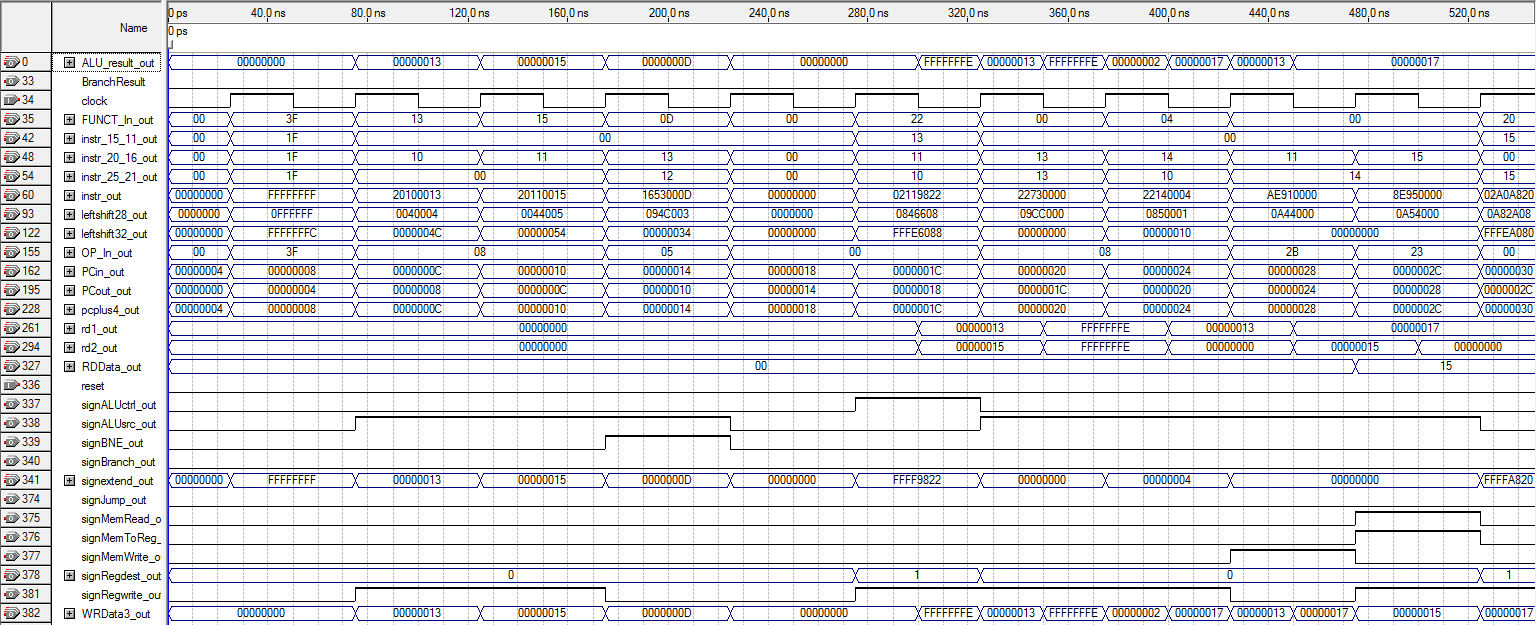 0 ps 40.0 ns 80.0 ns 120.0 ns 160.0 ns 200.0 ns 240.0 ns 280.0 ns 320.0 ns 360.0 ns 400.0 ns 440.0 ns 480.0 ns 520.0 ns
Name
0 ps
0 ALU_result_out 00000000 00000013 00000015 0000000D 00000000 FFFFFFFE 00000013 FFFFFFFE 00000002 00000017 00000013 00000017
33 BranchResult
34 clock
35 FUNCT_In_out 00 3F 13 15 0D 00 22 00 04 00 20
42 instr_15_11_out 00 1F 00 13 00 15
48 instr_20_16_out 00 1F 10 11 13 00 11 13 14 11 15 00
54 instr_25_21_out 00 1F 00 12 00 10 13 10 14 15
60 instr_out 00000000 FFFFFFFF 20100013 20110015 1653000D 00000000 02119822 22730000 22140004 AE910000 8E950000 02A0A820
93 leftshift28_out 0000000 0FFFFFF 0040004 0044005 094C003 0000000 0846608 09CC000 0850001 0A44000 0A54000 0A82A08
122 leftshift32_out 00000000 FFFFFFFC 0000004C 00000054 00000034 00000000 FFFE6088 00000000 00000010 00000000 FFFEA080
155 OP_In_out 00 3F 08 05 00 08 2B 23 00
162 PCin_out 00000004 00000008 0000000C 00000010 00000014 00000018 0000001C 00000020 00000024 00000028 0000002C 00000030
195 PCout_out 00000000 00000004 00000008 0000000C 00000010 00000014 00000018 0000001C 00000020 00000024 00000028 0000002C
228 pcplus4_out 00000004 00000008 0000000C 00000010 00000014 00000018 0000001C 00000020 00000024 00000028 0000002C 00000030
261 rd1_out 00000000 00000013 FFFFFFFE 00000013 00000017
294 rd2_out 00000000 00000015 FFFFFFFE 00000000 00000015 00000000
327 RDData_out 00 15
336 reset
337 signALUctrl_out
338 signALUsrc_out
339 signBNE_out
340 signBranch_out
341 signextend_out 00000000 FFFFFFFF 00000013 00000015 0000000D 00000000 FFFF9822 00000000 00000004 00000000 FFFFA820
374 signJump_out
375 signMemRead_o
376 signMemToReg_
377 signMemWrite_o
378 signRegdest_out 0 1 0 1
381 signRegwrite_ou
382 WRData3_out 00000000 00000013 00000015 0000000D 00000000 FFFFFFFE 00000013 FFFFFFFE 00000002 00000017 00000013 00000017 00000015 00000017